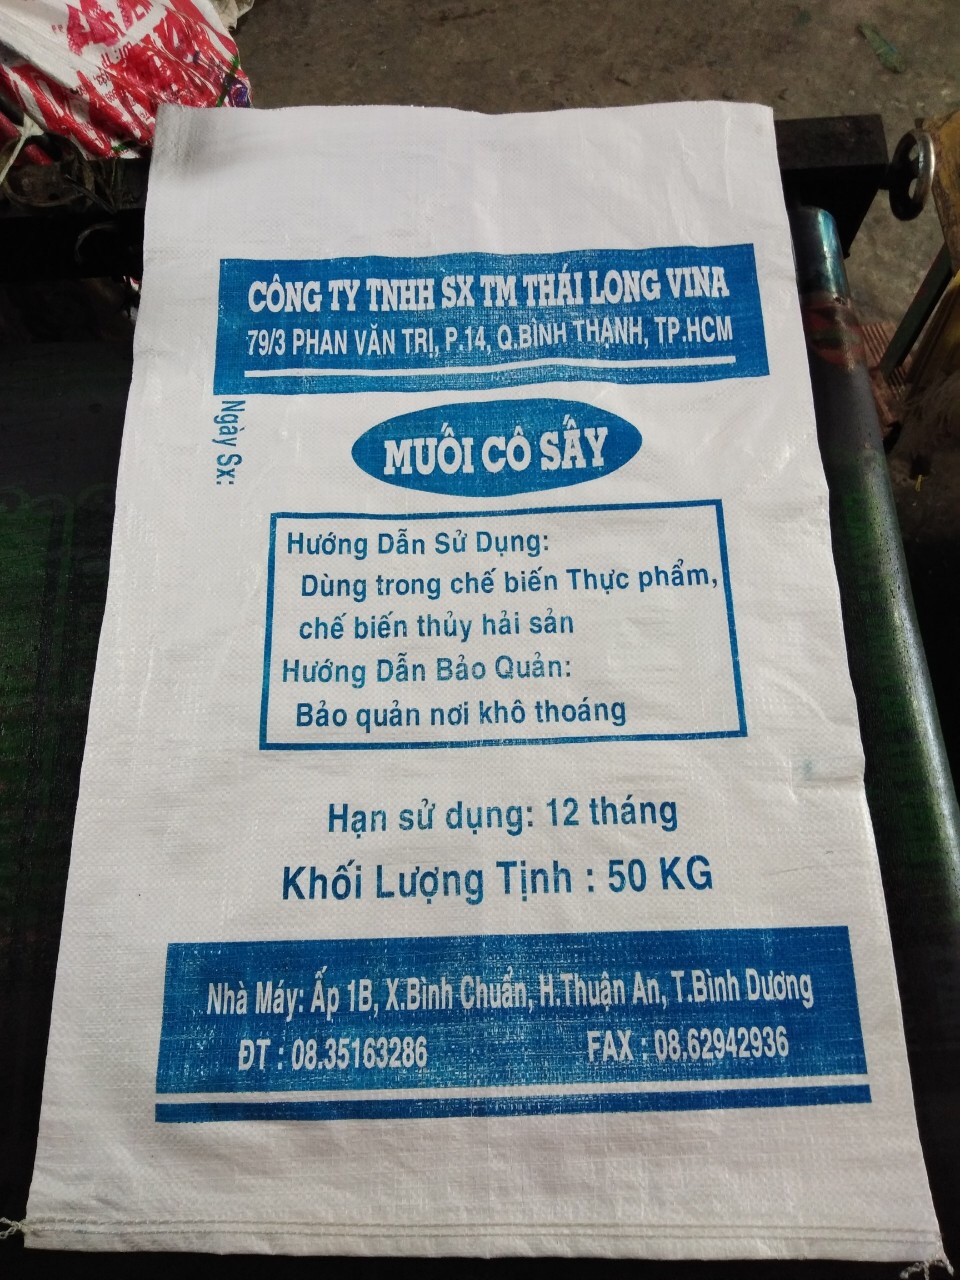 CÔNG TY TNHH SX TM THÁI LONG VINA
79/3 PHAN VĂN TRỊ, P.14, Q.BÌNH THẠNH, TP.HCM
Ngày Sx:
MUỐI CÔ SẤY
Hướng Dẫn Sử Dụng:
Dùng trong chế biến Thực phẩm,
chế biến thủy hải sản
Hướng Dẫn Bảo Quản:
Bảo quản nơi khô thoáng
Hạn sử dụng: 12 tháng
Khối Lượng Tịnh : 50 KG
Nhà Máy: Ấp 1B, X.Bình Chuẩn, H.Thuận An, T.Bình Dương
ĐT : 08.35163286 FAX : 08.62942936